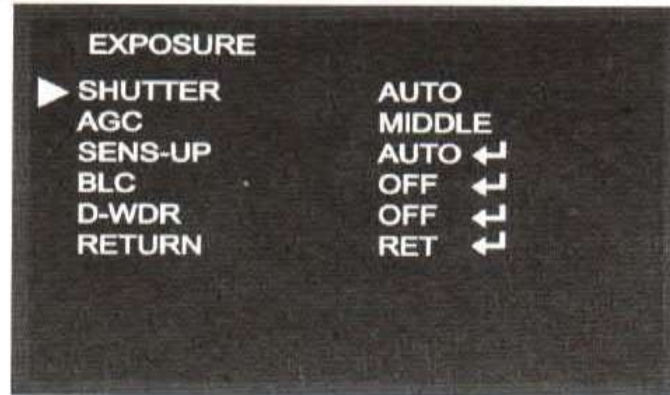 EXPOSURE
SHUTTER AUTO
AGC MIDDLE
SENS-UP AUTO ↵
BLC OFF ↵
D-WDR OFF ↵
RETURN RET ↵